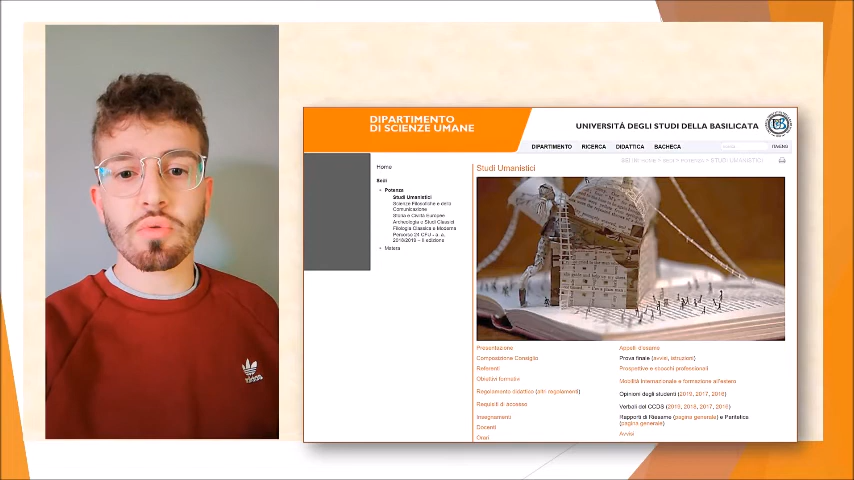 DIPARTIMENTO
DI SCIENZE UMANE
UNIVERSITÁ DEGLI STUDI DELLA BASILICATA
DIPARTIMENTO RICERCA DIDATTICA BACHECA
ITA|ENG
Home
Sedi
Potenza
Studi Umanistici
Scienze Filosofiche e della
Comunicazione
Storia e Civiltà Europee
Archeologia e Studi Classici
Filologia Classica e Moderna
Percorso 24 CFU - a. a.
2018/2019 – II edizione
Matera
Studi Umanistici
Presentazione
Composizione Consiglio
Referenti
Obiettivi formativi
Regolamento didattico (altri regolamenti)
Requisiti di accesso
Insegnamenti
Docenti
Orari
Appelli d'esame
Prova finale (avvisi, istruzioni)
Prospettive e sbocchi professionali
Mobilità internazionale e formazione all'estero
Opinioni degli studenti (2019, 2017, 2016)
Verbali del CCDS (2019, 2018, 2017, 2016)
Rapporti di Riesame (pagina generale) e Paritetica
(pagina generale)
Avvisi
adidas